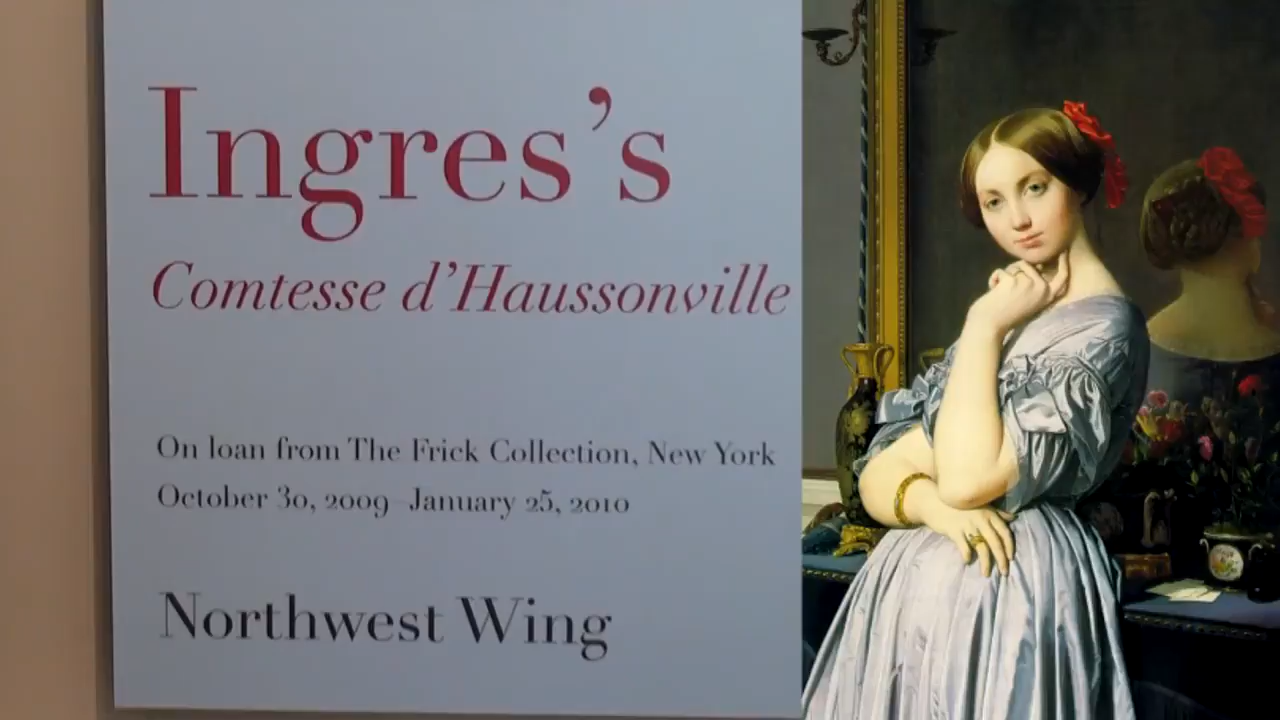 Ingres's
Comtesse d'Haussonville
On loan from The Frick Collection, New York
October 30, 2009–January 25, 2010
Northwest Wing